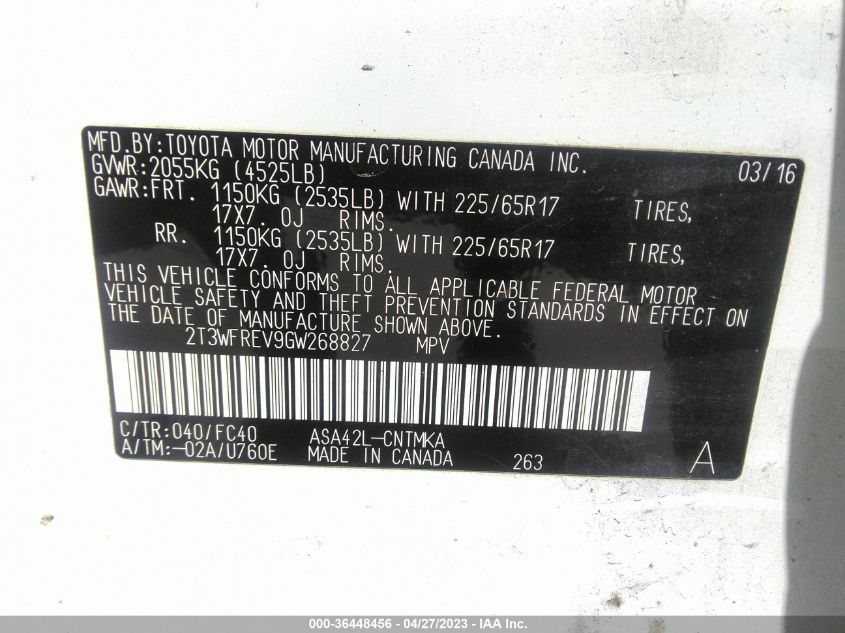 MFD.BY:TOYOTA MOTOR MANUFACTURING CANADA INC. 03/16
GVWR:2055KG (4525LB)
GAWR:FRT. 1150KG (2535LB) WITH 225/65R17 TIRES,
17X7. 0J RIMS.
RR. 1150KG (2535LB) WITH 225/65R17 TIRES,
17X7. 0J RIMS.
THIS VEHICLE CONFORMS TO ALL APPLICABLE FEDERAL MOTOR
VEHICLE SAFETY AND THEFT PREVENTION STANDARDS IN EFFECT ON
THE DATE OF MANUFACTURE SHOWN ABOVE.
2T3WFREV9GW268827 MPV
C/TR:040/FC40 ASA42L-CNTMKA
A/TM:-02A/U760E MADE IN CANADA 263 A
000-36448456 - 04/27/2023 - IAA Inc.